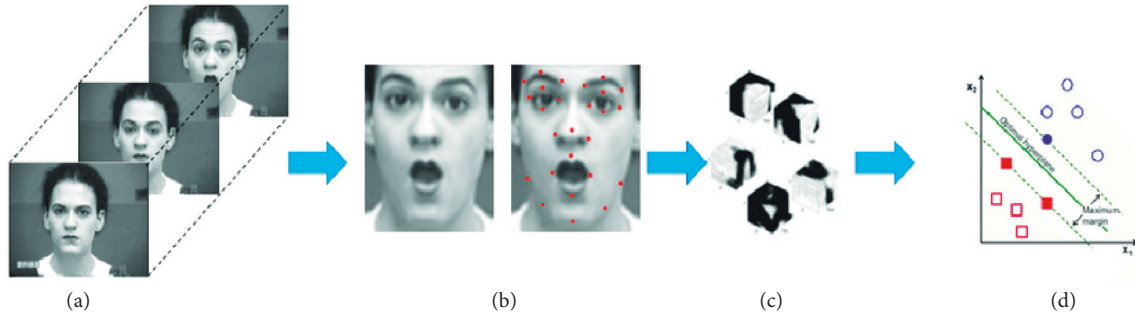 x₂
Optimal hyperplane
Maximum
margin
x₁
(a)
(b)
(c)
(d)